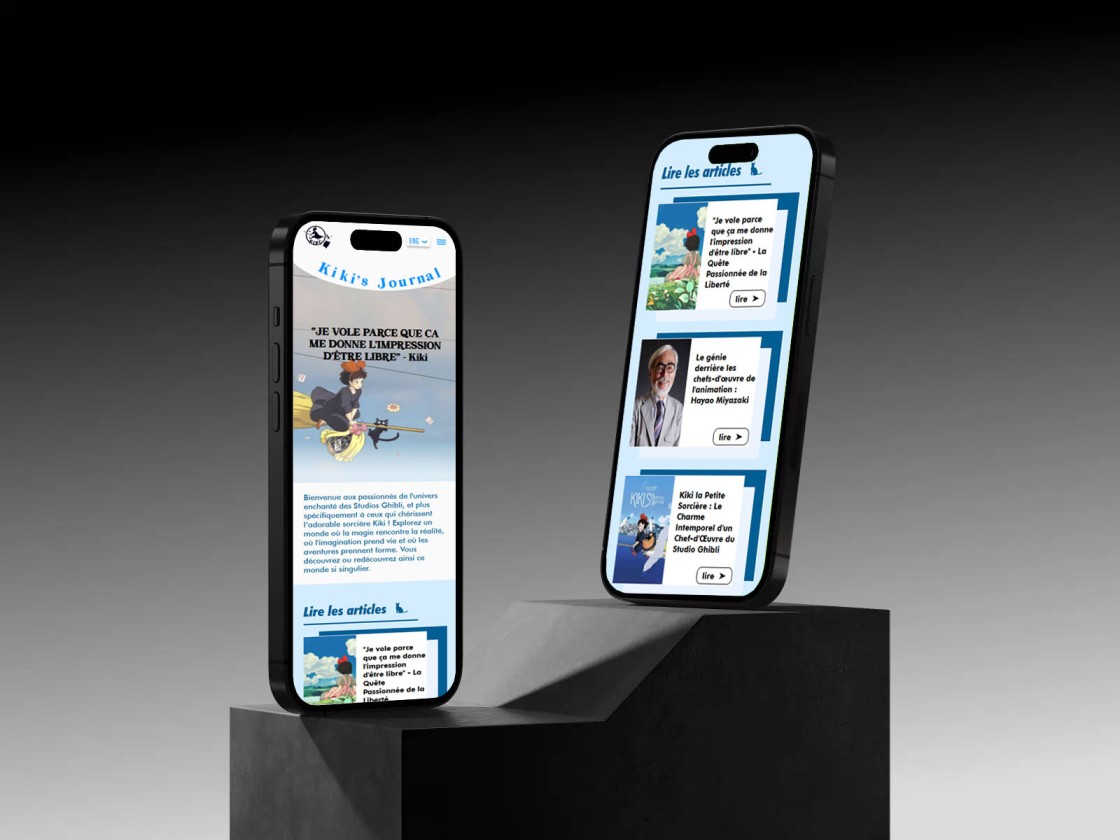 KIKI
ENG
Kiki's Journal
"JE VOLE PARCE QUE CA
ME DONNE L'IMPRESSION
D'ÊTRE LIBRE" - Kiki
Bienvenue aux passionnés de l'univers
enchanté des Studios Ghibli, et plus
spécifiquement à ceux qui chérissent
l'adorable sorcière Kiki ! Explorez un
monde où la magie rencontre la réalité,
où l'imagination prend vie et où les
aventures prennent forme. Vous
découvrez ou redécouvrez ainsi ce
monde si singulier.
Lire les articles
"Je vole parce
que ça me donne
l'impression
d'être libre" - La
Quête
Passionnée de la
Liberté
Lire les articles
"Je vole parce
que ça me donne
l'impression
d'être libre" - La
Quête
Passionnée de la
Liberté
lire
Le génie
derrière les
chefs-d'œuvre de
l'animation :
Hayao Miyazaki
lire
KIKI'S
Kiki la Petite
Sorcière : Le
Charme
Intemporel d'un
Chef-d'Œuvre du
Studio Ghibli
lire